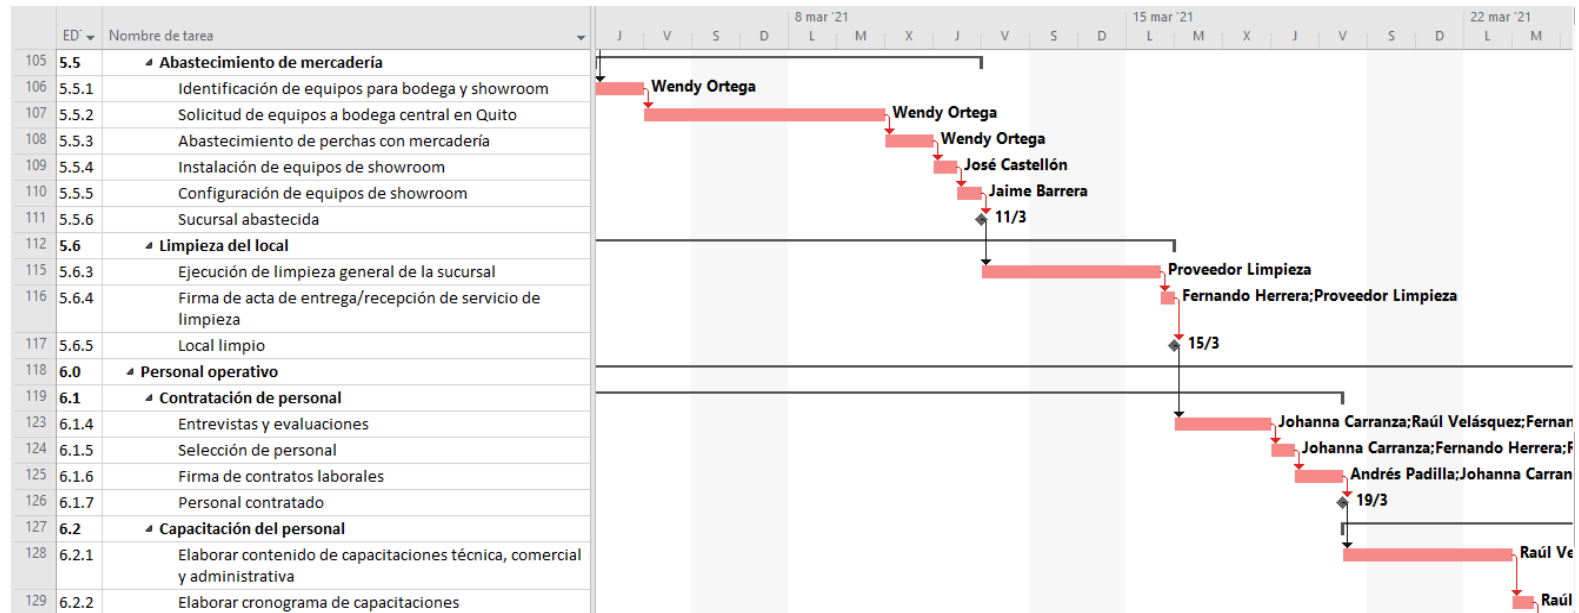 8 mar '21 15 mar '21 22 mar '21
ED Nombre de tarea J V S D L M X J V S D L M X J V S D L M
105 5.5 Abastecimiento de mercadería
106 5.5.1 Identificación de equipos para bodega y showroom Wendy Ortega
107 5.5.2 Solicitud de equipos a bodega central en Quito Wendy Ortega
108 5.5.3 Abastecimiento de perchas con mercadería Wendy Ortega
109 5.5.4 Instalación de equipos de showroom José Castellón
110 5.5.5 Configuración de equipos de showroom Jaime Barrera
111 5.5.6 Sucursal abastecida 11/3
112 5.6 Limpieza del local
115 5.6.3 Ejecución de limpieza general de la sucursal Proveedor Limpieza
116 5.6.4 Firma de acta de entrega/recepción de servicio de Fernando Herrera;Proveedor Limpieza
limpieza
117 5.6.5 Local limpio 15/3
118 6.0 Personal operativo
119 6.1 Contratación de personal
123 6.1.4 Entrevistas y evaluaciones Johanna Carranza;Raúl Velásquez;Fernan
124 6.1.5 Selección de personal Johanna Carranza;Fernando Herrera;
125 6.1.6 Firma de contratos laborales Andrés Padilla;Johanna Carran
126 6.1.7 Personal contratado 19/3
127 6.2 Capacitación del personal
128 6.2.1 Elaborar contenido de capacitaciones técnica, comercial Raúl Ve
y administrativa
129 6.2.2 Elaborar cronograma de capacitaciones Raúl